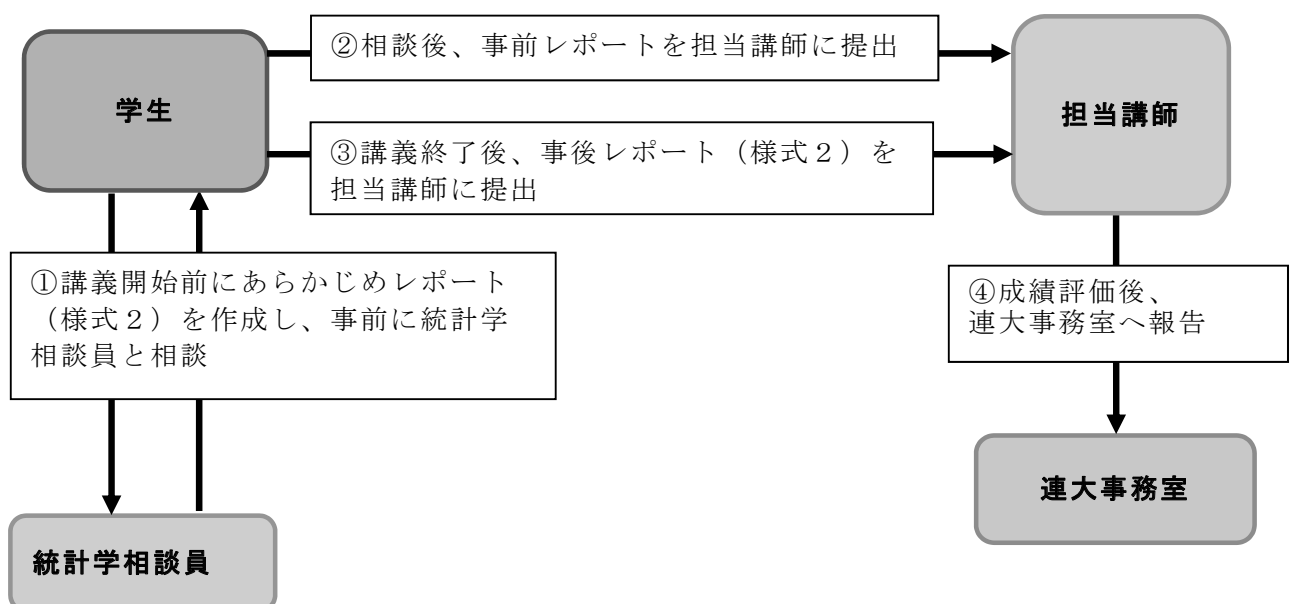 ②相談後、事前レポートを担当講師に提出
学生
担当講師
③講義終了後、事後レポート（様式２）を
担当講師に提出
①講義開始前にあらかじめレポート
（様式２）を作成し、事前に統計学
相談員と相談
④成績評価後、
連大事務室へ報告
連大事務室
統計学相談員